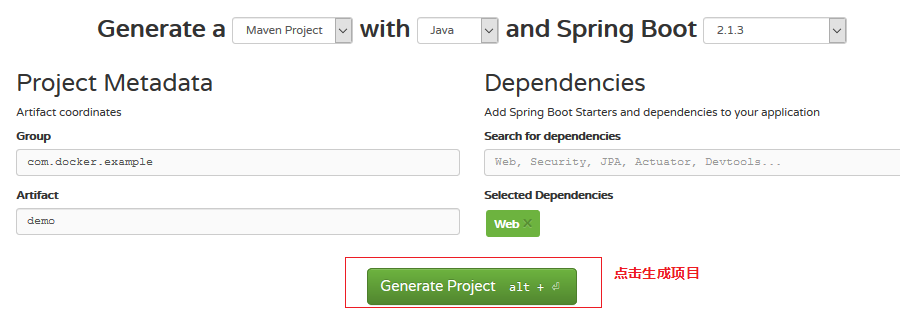 Generate a Maven Project with Java and Spring Boot 2.1.3
Project Metadata
Artifact coordinates
Group
com.docker.example
Artifact
demo
Dependencies
Add Spring Boot Starters and dependencies to your application
Search for dependencies
Web, Security, JPA, Actuator, Devtools...
Selected Dependencies
Web ×
Generate Project alt + ⏎
点击生成项目